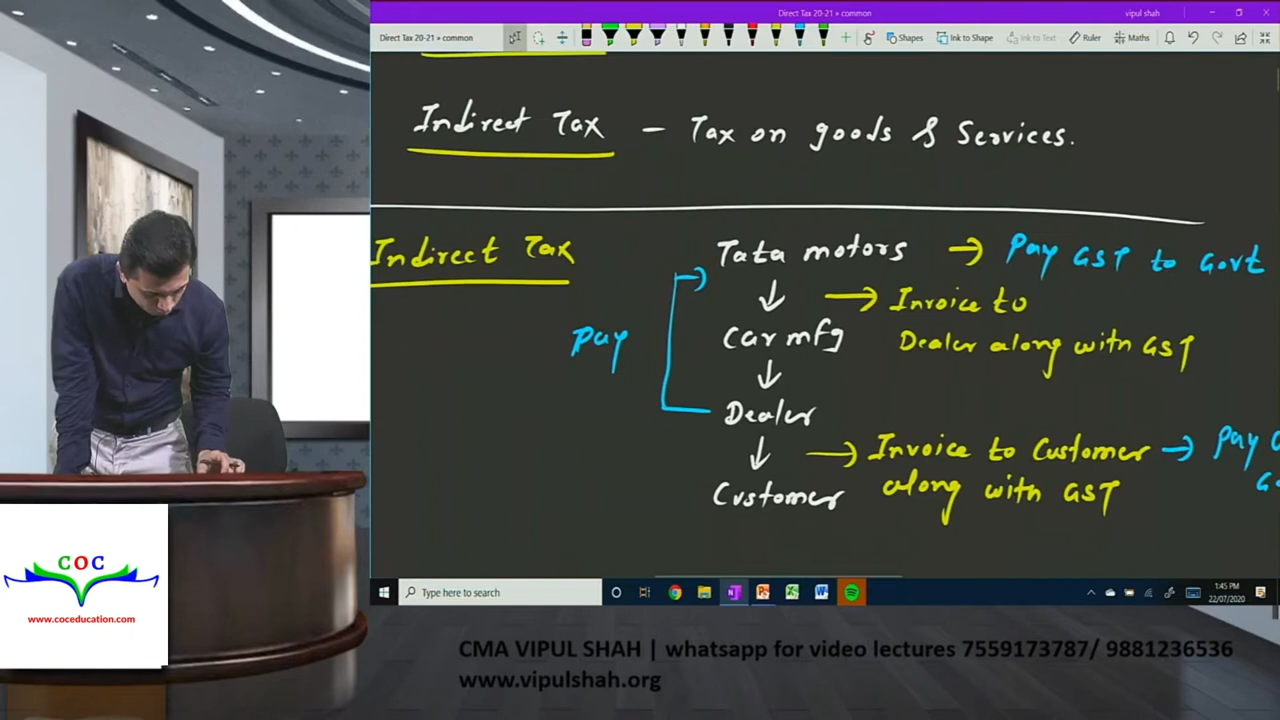 Direct Tax 20-21 » common
vipul shah
Direct Tax 20-21 » common
Shapes
Ink to Shape
Ink to Text
Ruler
Maths
Indirect Tax - Tax on goods & Services.
Indirect Tax
Tata motors → Pay GST to Govt
↓ → Invoice to
Pay
Car mfg Dealer along with GST
↓
Dealer
↓ → Invoice to Customer → Pay
Customer along with GST
COC
www.coceducation.com
Type here to search
1:45 PM
22/07/2020
CMA VIPUL SHAH | whatsapp for video lectures 7559173787/ 9881236536
www.vipulshah.org